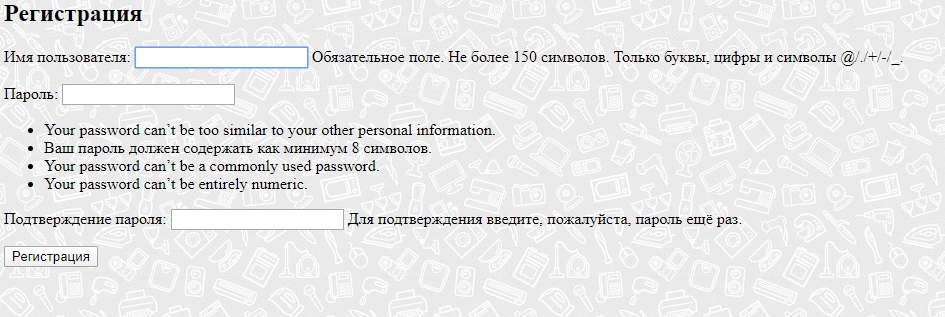 Регистрация
Имя пользователя: Обязательное поле. Не более 150 символов. Только буквы, цифры и символы @/./+/-/_.
Пароль:
• Your password can’t be too similar to your other personal information.
• Ваш пароль должен содержать как минимум 8 символов.
• Your password can’t be a commonly used password.
• Your password can’t be entirely numeric.
Подтверждение пароля: Для подтверждения введите, пожалуйста, пароль ещё раз.
Регистрация